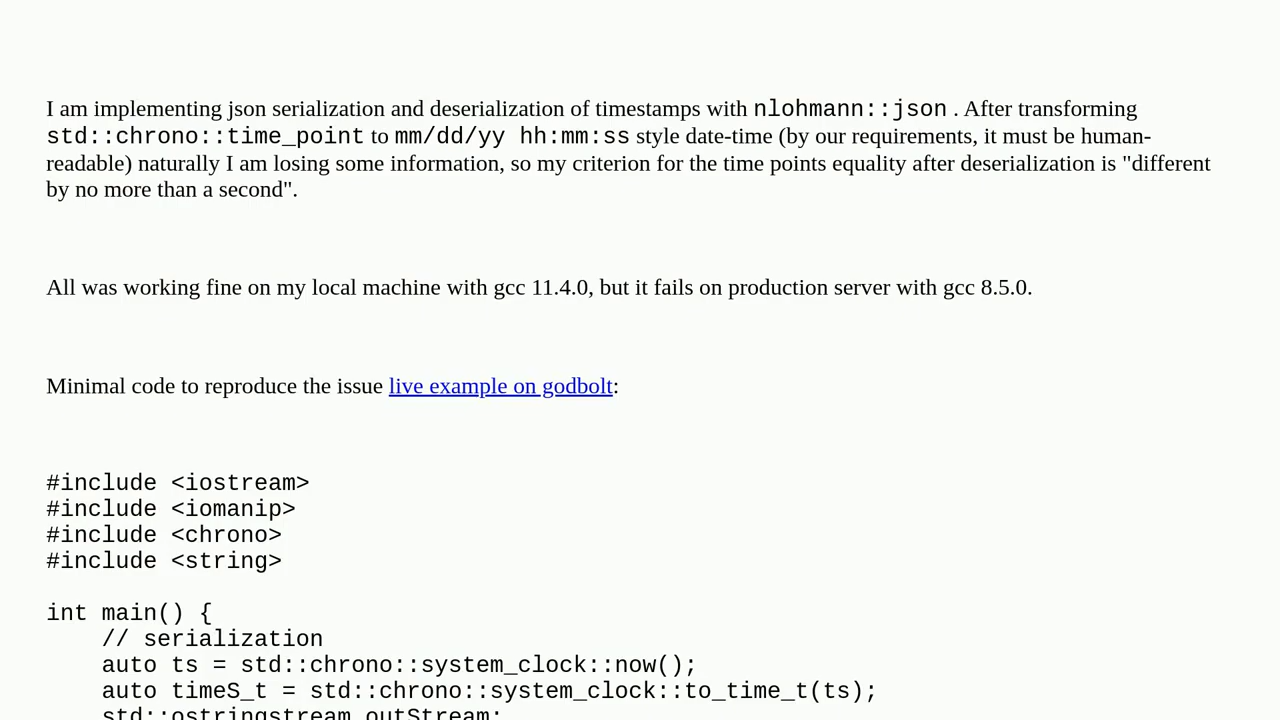 I am implementing json serialization and deserialization of timestamps with nlohmann::json . After transforming
std::chrono::time_point to mm/dd/yy hh:mm:ss style date-time (by our requirements, it must be human-
readable) naturally I am losing some information, so my criterion for the time points equality after deserialization is "different
by no more than a second".
All was working fine on my local machine with gcc 11.4.0, but it fails on production server with gcc 8.5.0.
Minimal code to reproduce the issue live example on godbolt:
#include <iostream>
#include <iomanip>
#include <chrono>
#include <string>
int main() {
    // serialization
    auto ts = std::chrono::system_clock::now();
    auto timeS_t = std::chrono::system_clock::to_time_t(ts);
    std::ostringstream outStream;